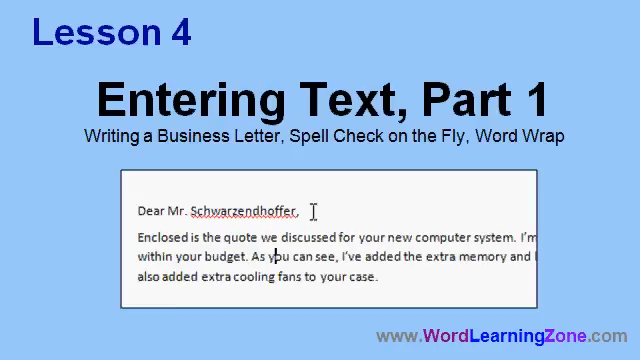 Lesson 4
Entering Text, Part 1
Writing a Business Letter, Spell Check on the Fly, Word Wrap
Dear Mr. Schwarzendhoffer,
Enclosed is the quote we discussed for your new computer system. I'm
within your budget. As you can see, I've added the extra memory and
also added extra cooling fans to your case.
www.WordLearningZone.com